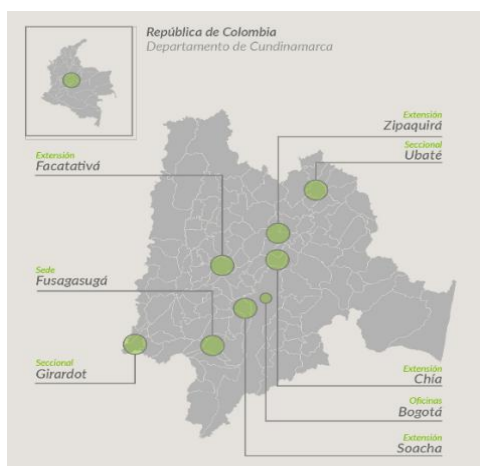 República de Colombia
Departamento de Cundinamarca
Extensión
Zipaquirá
Seccional
Ubaté
Extensión
Facatativá
Sede
Fusagasugá
Seccional
Girardot
Extensión
Chía
Oficinas
Bogotá
Extensión
Soacha